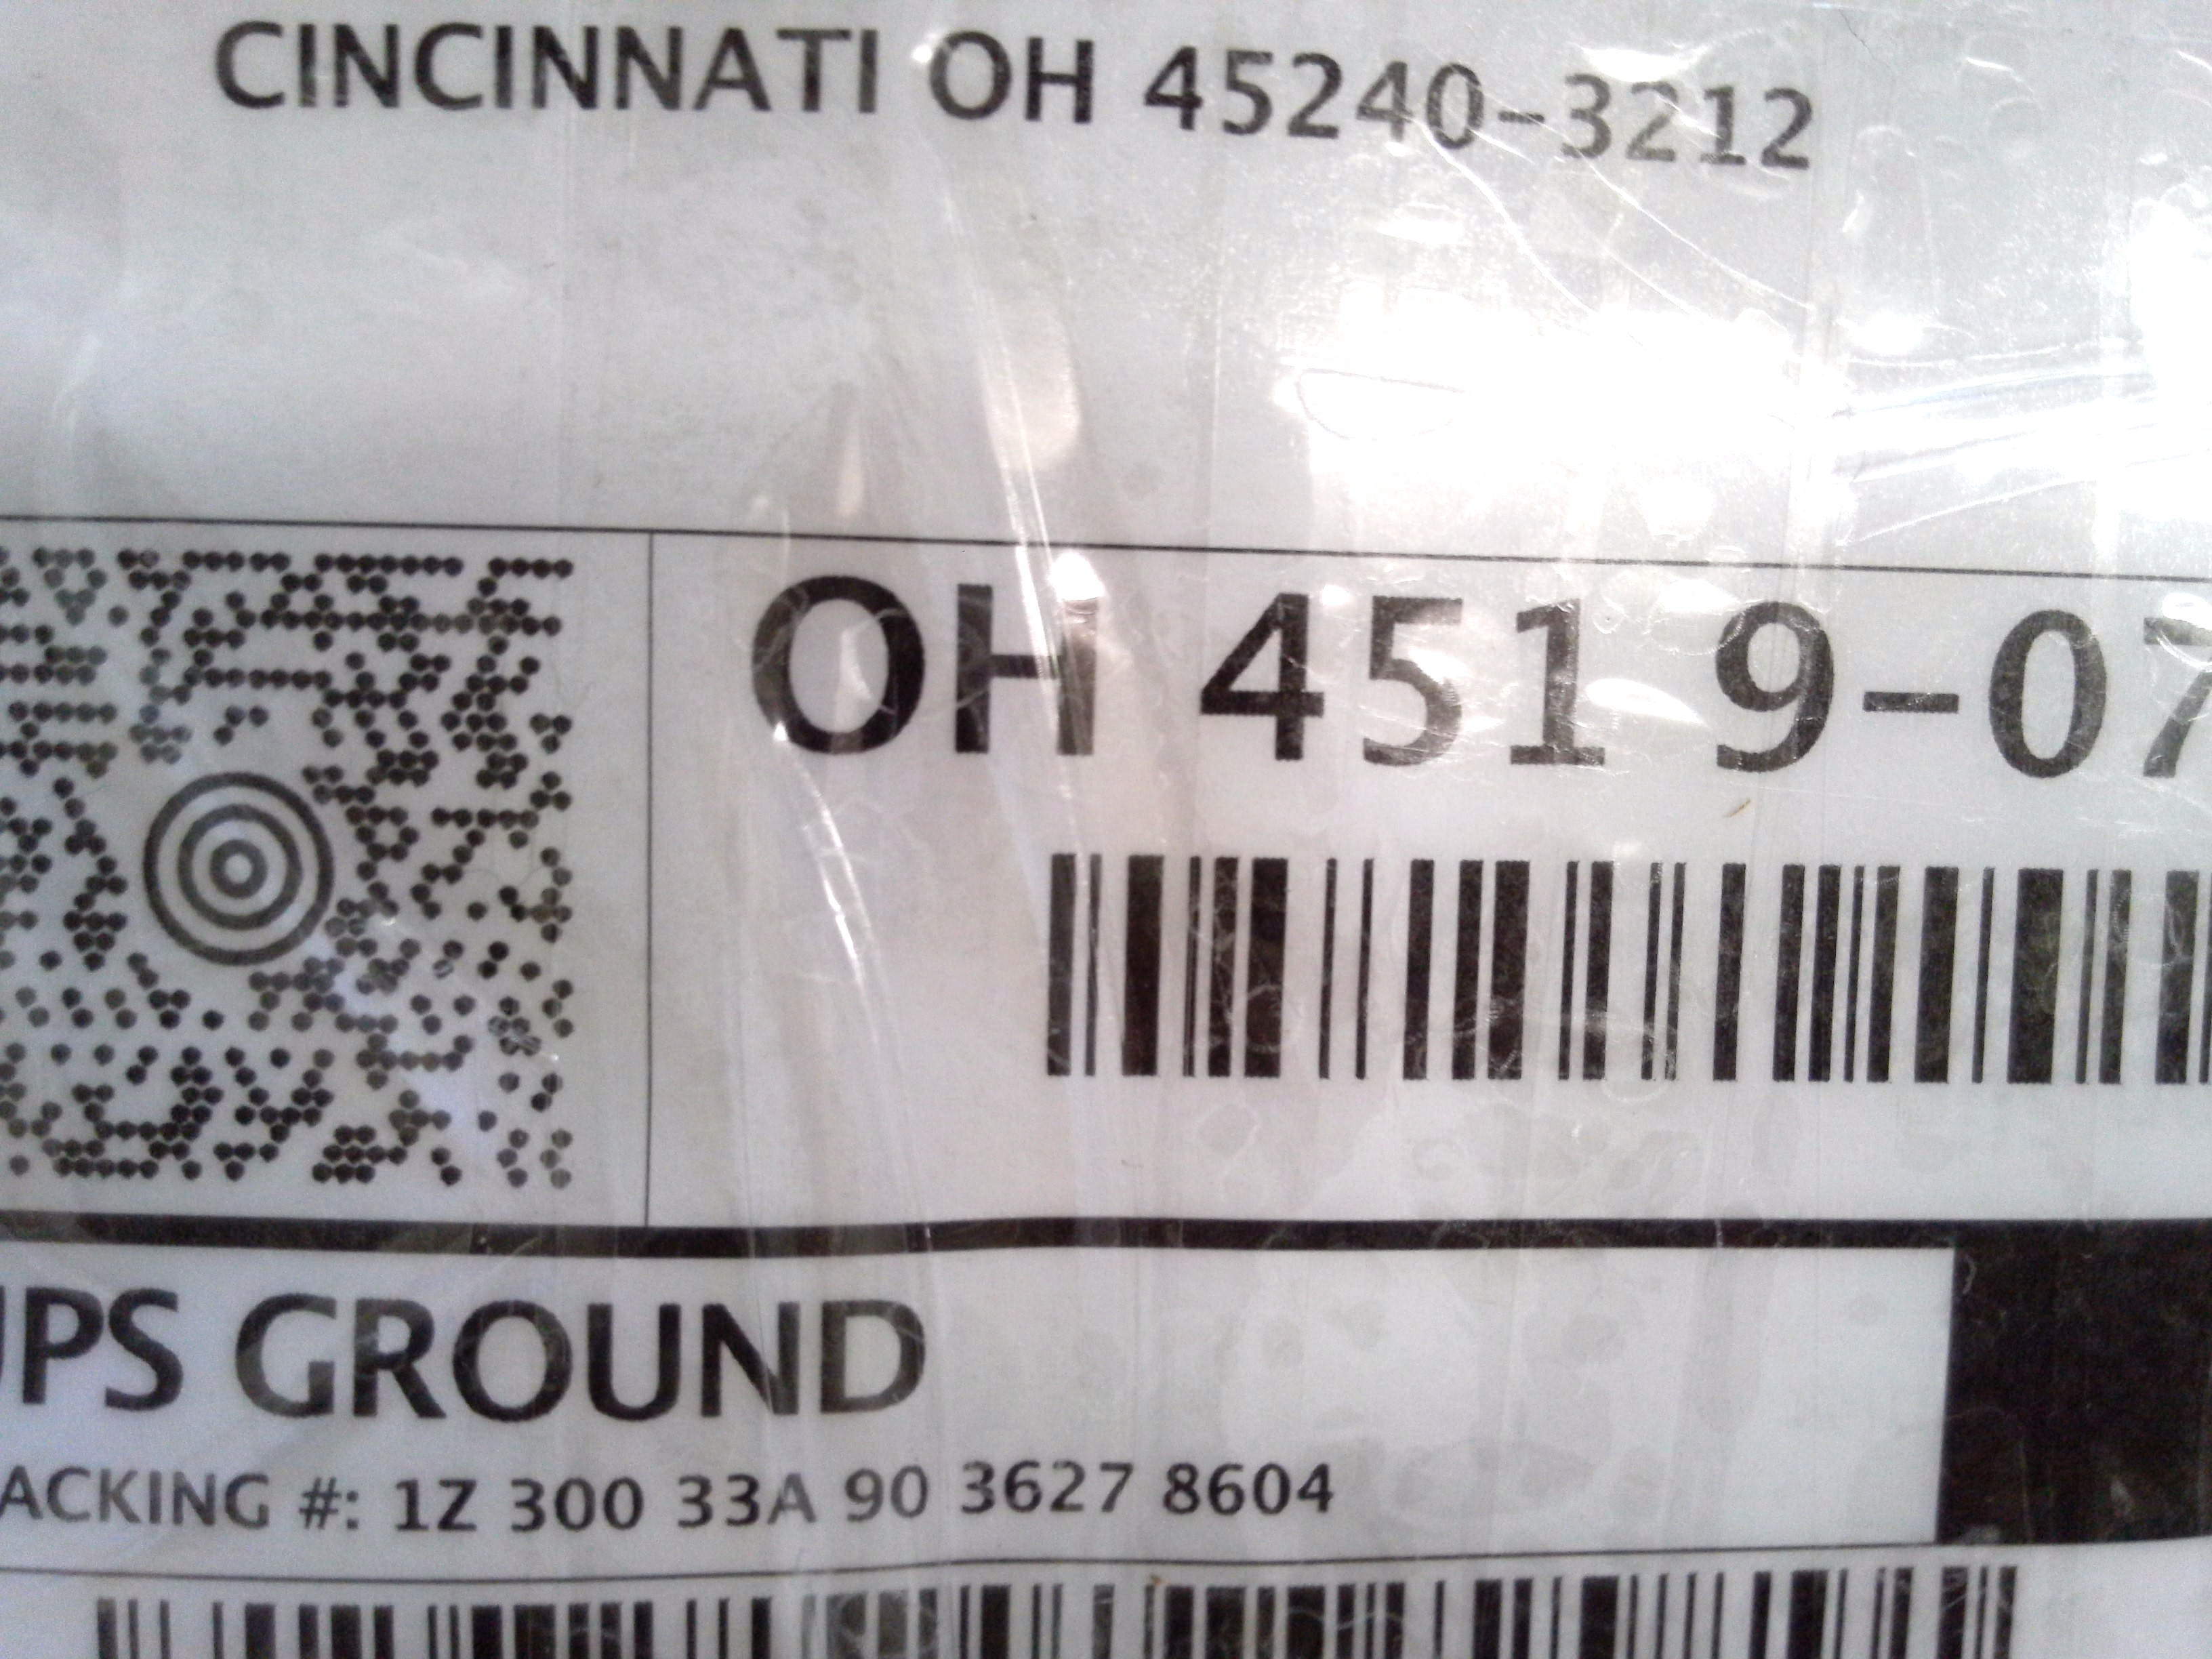 CINCINNATI OH 45240-3212
OH 451 9-07
UPS GROUND
ACKING #: 1Z 300 33A 90 3627 8604